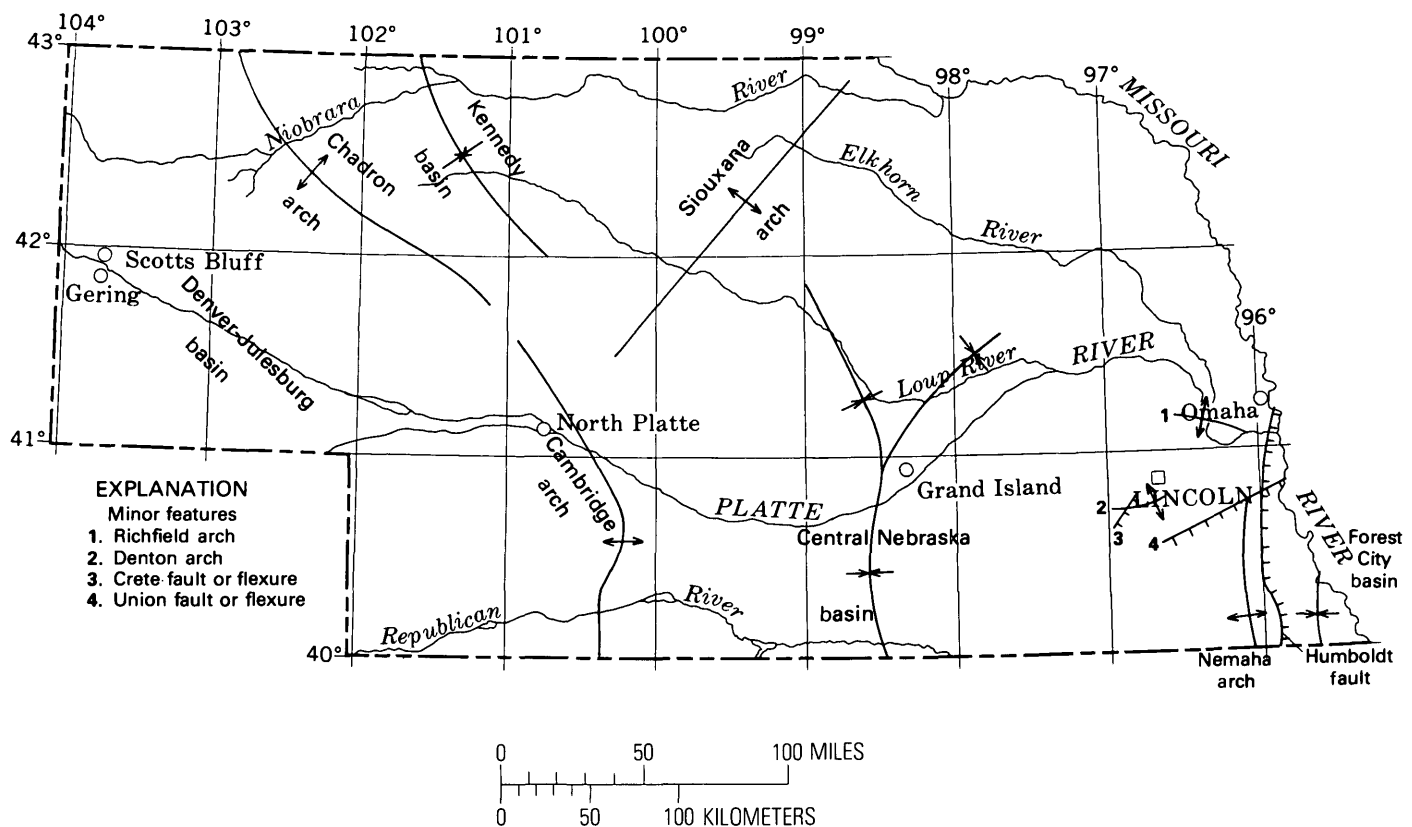 104°
103°
102°
101°
100°
99°
98°
97°
43°
MISSOURI
River
Niobrara
Kennedy
basin
Chadron
arch
Siouxana
arch
Elkhorn
River
42°
Scotts Bluff
Gering
Denver-Julesburg
basin
96°
RIVER
Loup River
1
Omaha
North Platte
41°
Cambridge
arch
Grand Island
PLATTE
LINCOLN
2
3
4
RIVER
Forest
City
basin
Central Nebraska
basin
EXPLANATION
Minor features
1. Richfield arch
2. Denton arch
3. Crete fault or flexure
4. Union fault or flexure
Republican
River
40°
Nemaha
arch
Humboldt
fault
0 50 100 MILES
0 50 100 KILOMETERS